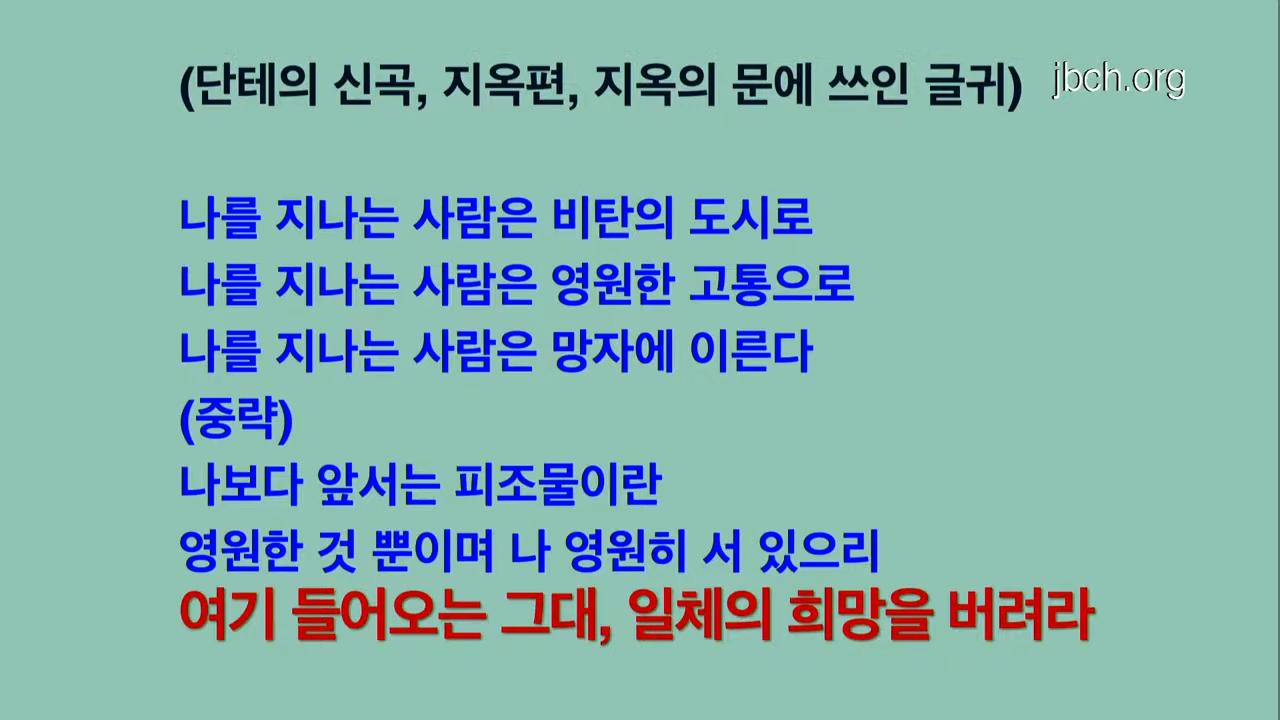 (단테의 신곡, 지옥편, 지옥의 문에 쓰인 글귀) jbch.org
나를 지나는 사람은 비탄의 도시로
나를 지나는 사람은 영원한 고통으로
나를 지나는 사람은 망자에 이른다
(중략)
나보다 앞서는 피조물이란
영원한 것 뿐이며 나 영원히 서 있으리
여기 들어오는 그대, 일체의 희망을 버려라